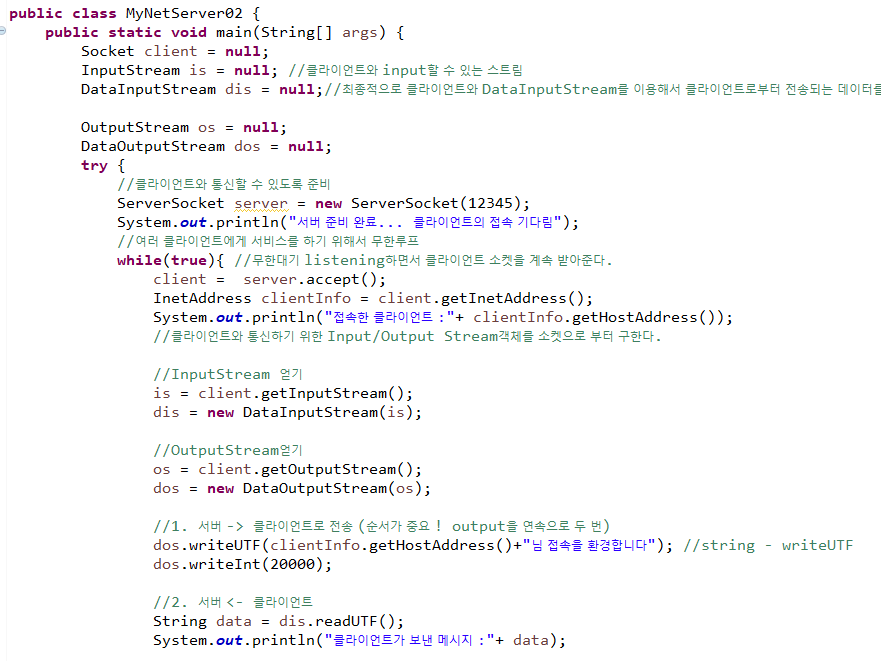 public class MyNetServer02 {
public static void main(String[] args) {
Socket client = null;
InputStream is = null; //클라이언트와 input할 수 있는 스트림
DataInputStream dis = null;//최종적으로 클라이언트와 DataInputStream를 이용해서 클라이언트로부터 전송되는 데이터를
OutputStream os = null;
DataOutputStream dos = null;
try {
//클라이언트와 통신할 수 있도록 준비
ServerSocket server = new ServerSocket(12345);
System.out.println("서버 준비 완료... 클라이언트의 접속 기다림");
//여러 클라이언트에게 서비스를 하기 위해서 무한루프
while(true){ //무한대기 listening하면서 클라이언트 소켓을 계속 받아준다.
client =  server.accept();
InetAddress clientInfo = client.getInetAddress();
System.out.println("접속한 클라이언트 :"+ clientInfo.getHostAddress());
//클라이언트와 통신하기 위한 Input/Output Stream객체를 소켓으로 부터 구한다.
//InputStream 얻기
is = client.getInputStream();
dis = new DataInputStream(is);
//OutputStream얻기
os = client.getOutputStream();
dos = new DataOutputStream(os);
//1. 서버 -> 클라이언트로 전송 (순서가 중요 ! output을 연속으로 두 번)
dos.writeUTF(clientInfo.getHostAddress()+"님 접속을 환경합니다"); //string - writeUTF
dos.writeInt(20000);
//2. 서버 <- 클라이언트
String data = dis.readUTF();
System.out.println("클라이언트가 보낸 메시지 :"+ data);